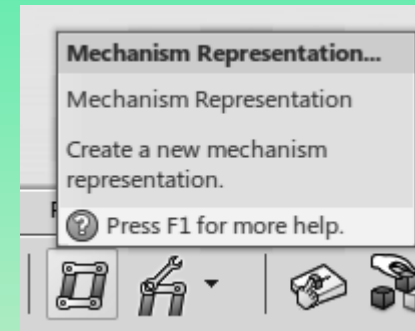 Mechanism Representation...
Mechanism Representation
Create a new mechanism
representation.
Press F1 for more help.